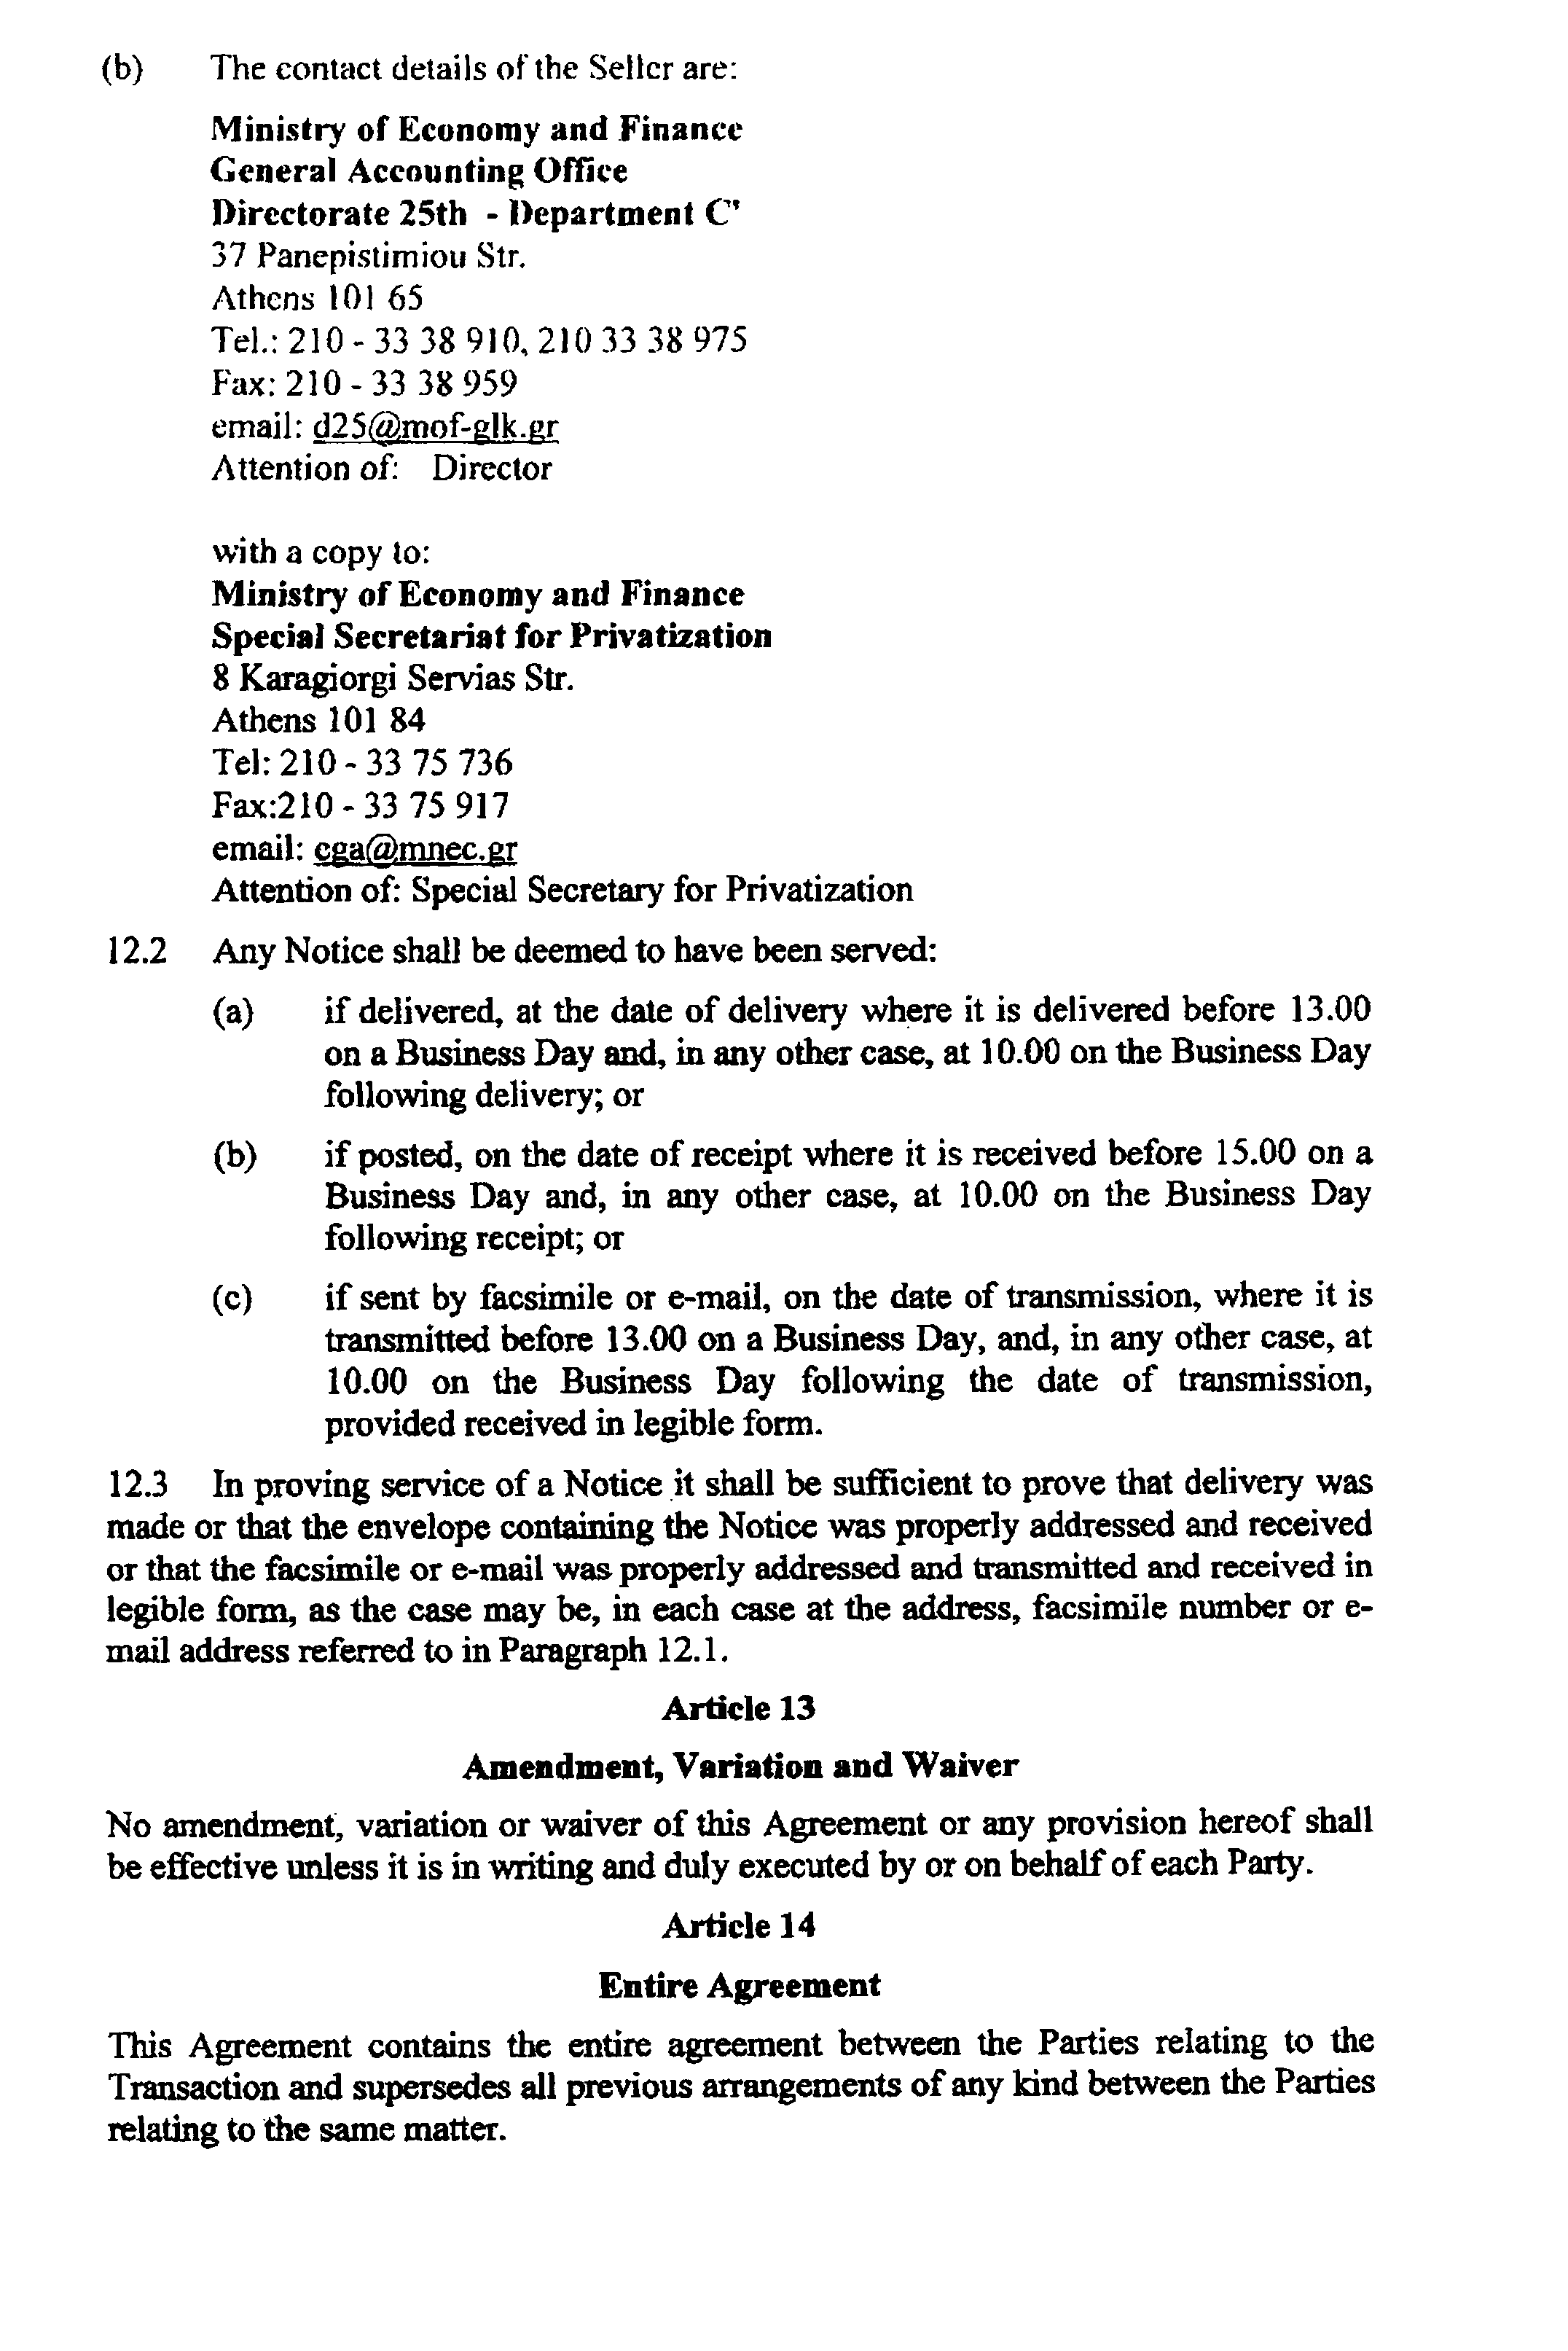 (b) The contact details of the Seller are:
Ministry of Economy and Finance
General Accounting Office
Directorate 25th - Department C'
37 Panepistimiou Str.
Athens 101 65
Tel.: 210 - 33 38 910, 210 33 38 975
Fax: 210 - 33 38 959
email: d25@mof-glk.gr
Attention of: Director
with a copy to:
Ministry of Economy and Finance
Special Secretariat for Privatization
8 Karagiorgi Servias Str.
Athens 101 84
Tel: 210 - 33 75 736
Fax:210 - 33 75 917
email: cga@mnec.gr
Attention of: Special Secretary for Privatization
12.2 Any Notice shall be deemed to have been served:
(a) if delivered, at the date of delivery where it is delivered before 13.00
on a Business Day and, in any other case, at 10.00 on the Business Day
following delivery; or
(b) if posted, on the date of receipt where it is received before 15.00 on a
Business Day and, in any other case, at 10.00 on the Business Day
following receipt; or
(c) if sent by facsimile or e-mail, on the date of transmission, where it is
transmitted before 13.00 on a Business Day, and, in any other case, at
10.00 on the Business Day following the date of transmission,
provided received in legible form.
12.3 In proving service of a Notice it shall be sufficient to prove that delivery was
made or that the envelope containing the Notice was properly addressed and received
or that the facsimile or e-mail was properly addressed and transmitted and received in
legible form, as the case may be, in each case at the address, facsimile number or e-
mail address referred to in Paragraph 12.1.
Article 13
Amendment, Variation and Waiver
No amendment, variation or waiver of this Agreement or any provision hereof shall
be effective unless it is in writing and duly executed by or on behalf of each Party.
Article 14
Entire Agreement
This Agreement contains the entire agreement between the Parties relating to the
Transaction and supersedes all previous arrangements of any kind between the Parties
relating to the same matter.